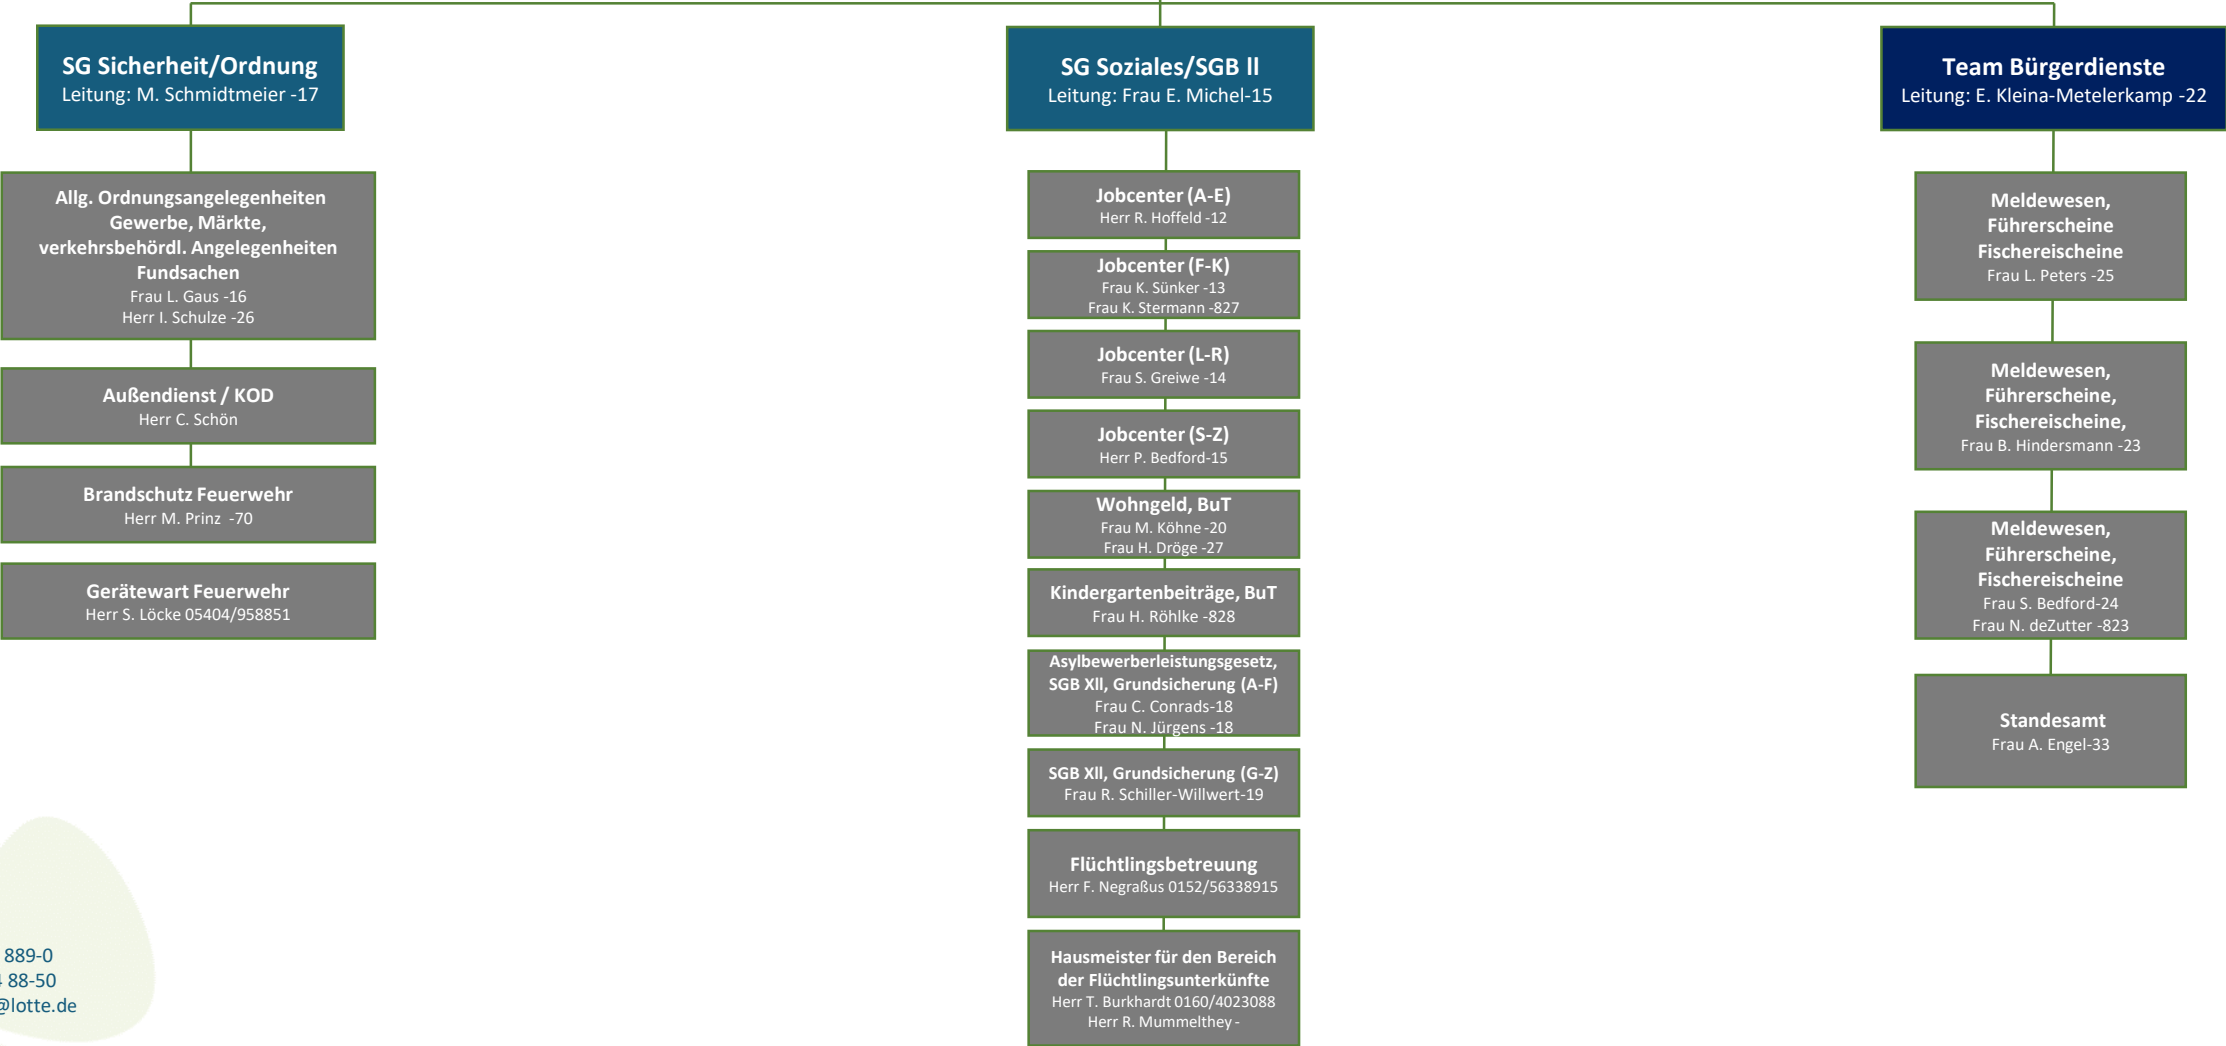 SG Sicherheit/Ordnung
Leitung: M. Schmidtmeier -17
Allg. Ordnungsangelegenheiten
Gewerbe, Märkte,
verkehrsbehördl. Angelegenheiten
Fundsachen
Frau L. Gaus -16
Herr I. Schulze -26
Außendienst / KOD
Herr C. Schön
Brandschutz Feuerwehr
Herr M. Prinz -70
Gerätewart Feuerwehr
Herr S. Löcke 05404/958851
SG Soziales/SGB ll
Leitung: Frau E. Michel-15
Jobcenter (A-E)
Herr R. Hoffeld -12
Jobcenter (F-K)
Frau K. Sünker -13
Frau K. Stermann -827
Jobcenter (L-R)
Frau S. Greiwe -14
Jobcenter (S-Z)
Herr P. Bedford-15
Wohngeld, BuT
Frau M. Köhne -20
Frau H. Dröge -27
Kindergartenbeiträge, BuT
Frau H. Röhlke -828
Asylbewerberleistungsgesetz,
SGB Xll, Grundsicherung (A-F)
Frau C. Conrads-18
Frau N. Jürgens -18
SGB Xll, Grundsicherung (G-Z)
Frau R. Schiller-Willwert-19
Flüchtlingsbetreuung
Herr F. Negraßus 0152/56338915
Hausmeister für den Bereich
der Flüchtlingsunterkünfte
Herr T. Burkhardt 0160/4023088
Herr R. Mummelthey -
Team Bürgerdienste
Leitung: E. Kleina-Metelerkamp -22
Meldewesen,
Führerscheine
Fischereischeine
Frau L. Peters -25
Meldewesen,
Führerscheine,
Fischereischeine,
Frau B. Hindersmann -23
Meldewesen,
Führerscheine,
Fischereischeine
Frau S. Bedford-24
Frau N. deZutter -823
Standesamt
Frau A. Engel-33
889-0
88-50
@lotte.de